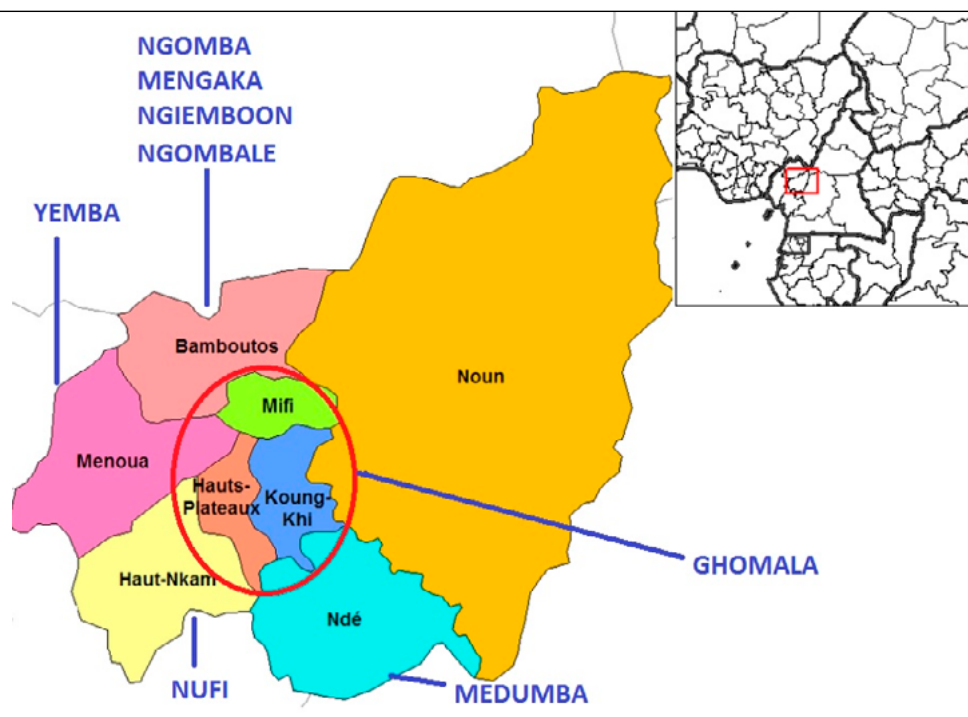 NGOMBA
MENGAKA
NGIEMBOON
NGOMBALE
YEMBA
Bamboutos
Noun
Mifi
Menoua
Hauts-
Plateaux
Koung-
Khi
GHOMALA
Haut-Nkam
Ndé
NUFI
MEDUMBA